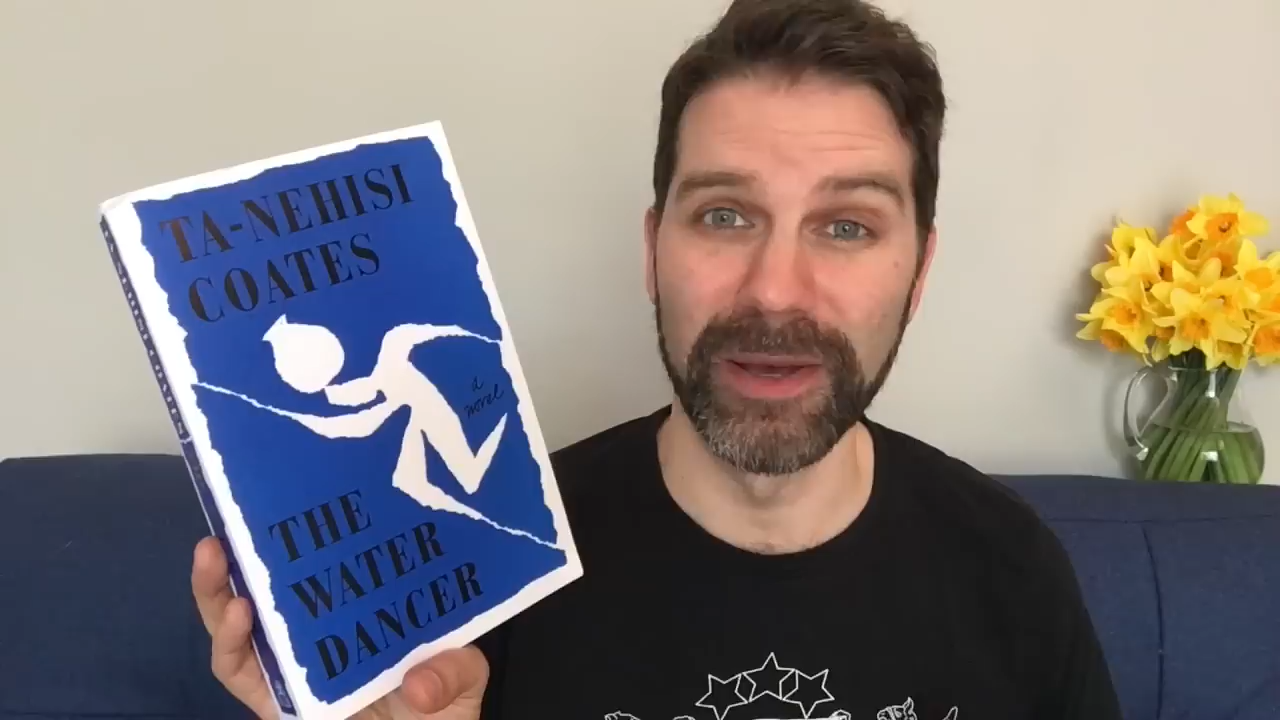 TA-NEHISI
COATES
a
novel
THE
WATER
DANCER